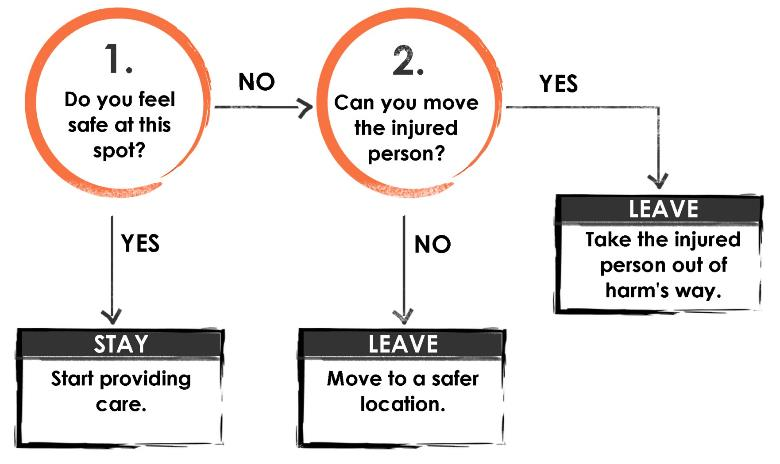 1.
Do you feel
safe at this
spot?
NO
2.
Can you move
the injured
person?
YES
LEAVE
Take the injured
person out of
harm's way.
YES
NO
STAY
Start providing
care.
LEAVE
Move to a safer
location.